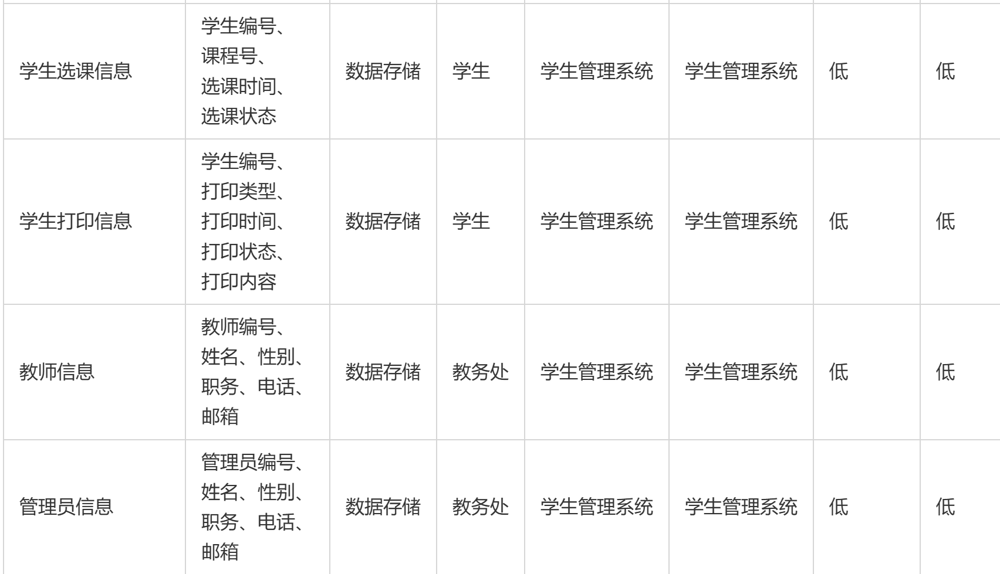 学生选课信息
学生编号、
课程号、
选课时间、
选课状态
数据存储
学生
学生管理系统
学生管理系统
低
低
学生打印信息
学生编号、
打印类型、
打印时间、
打印状态、
打印内容
数据存储
学生
学生管理系统
学生管理系统
低
低
教师信息
教师编号、
姓名、性别、
职务、电话、
邮箱
数据存储
教务处
学生管理系统
学生管理系统
低
低
管理员信息
管理员编号、
姓名、性别、
职务、电话、
邮箱
数据存储
教务处
学生管理系统
学生管理系统
低
低